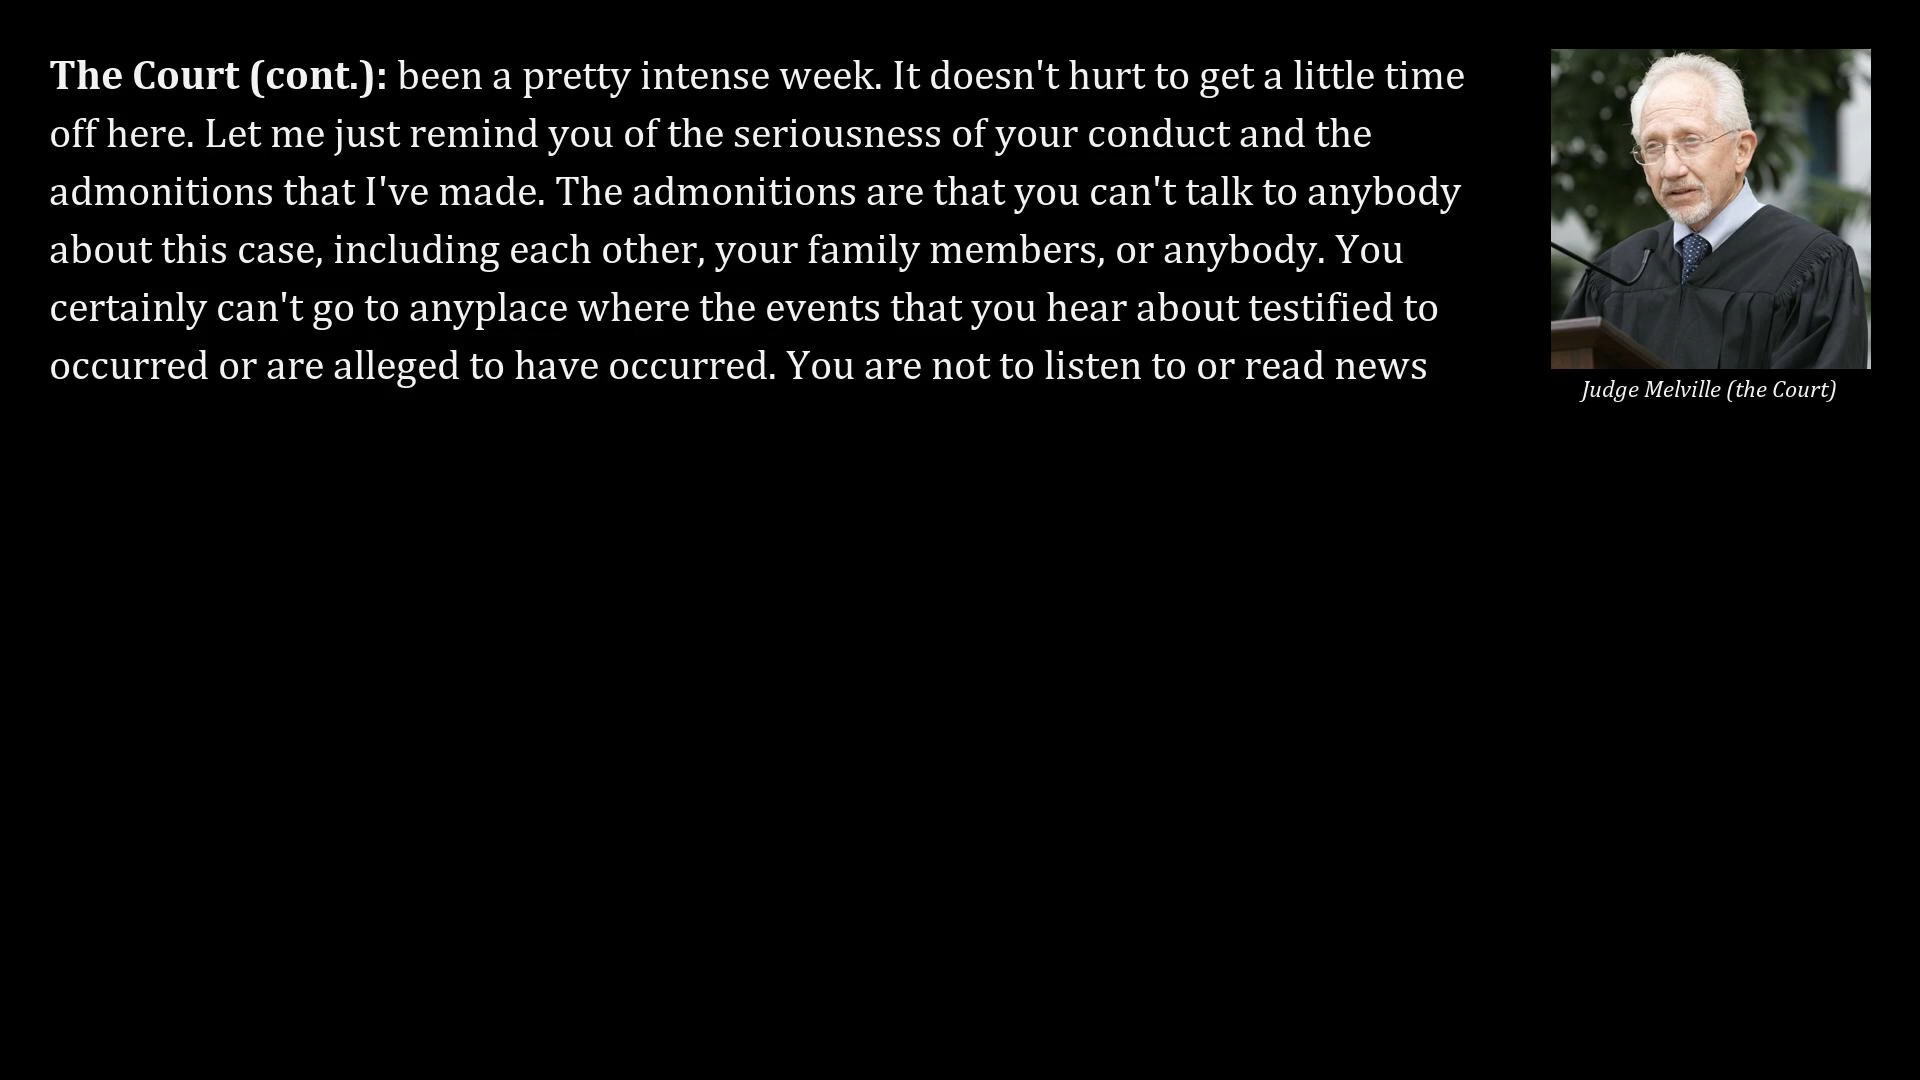 The Court (cont.): been a pretty intense week. It doesn't hurt to get a little time
off here. Let me just remind you of the seriousness of your conduct and the
admonitions that I've made. The admonitions are that you can't talk to anybody
about this case, including each other, your family members, or anybody. You
certainly can't go to anyplace where the events that you hear about testified to
occurred or are alleged to have occurred. You are not to listen to or read news
Judge Melville (the Court)